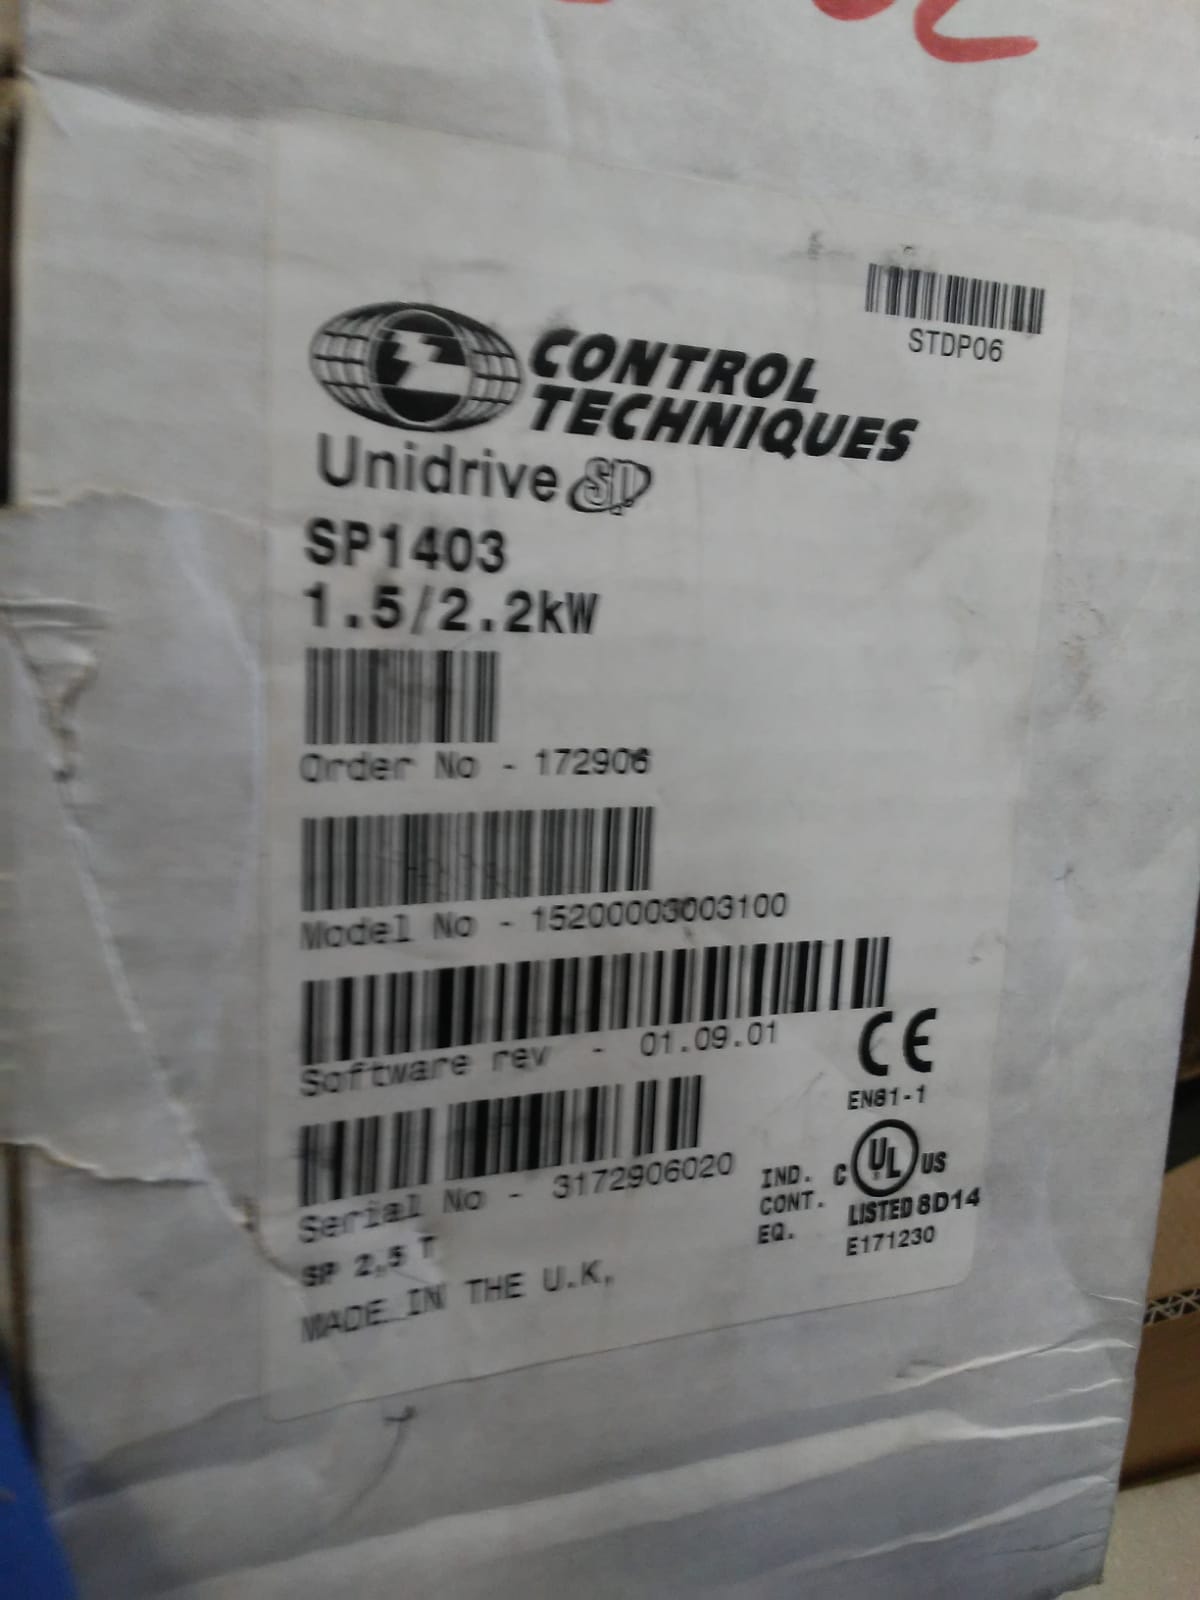 STDP06
CONTROL
TECHNIQUES
Unidrive SP
SP1403
1.5/2.2kW
Order No - 172906
Model No - 15200003003100
Software rev - 01.09.01
CE
EN81-1
Serial No - 3172906020
IND.
CONT.
EQ.
C UL US
LISTED 8D14
E171230
SP 2,5 T
MADE IN THE U.K.